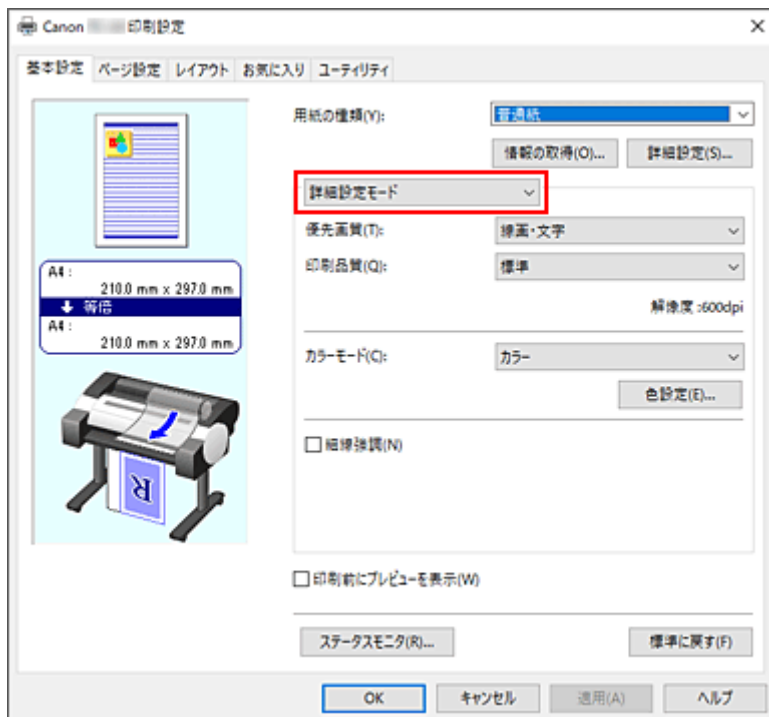 Canon 印刷設定
基本設定 ページ設定 レイアウト お気に入り ユーティリティ
用紙の種類(Y): 普通紙
情報の取得(O)... 詳細設定(S)...
詳細設定モード
優先画質(T): 線画・文字
印刷品質(Q): 標準
解像度 :600dpi
A4 :
210.0 mm x 297.0 mm
等倍
A4 :
210.0 mm x 297.0 mm
カラーモード(C): カラー
色設定(E)...
細線強調(N)
R
印刷前にプレビューを表示(W)
ステータスモニタ(R)... 標準に戻す(F)
OK キャンセル 適用(A) ヘルプ